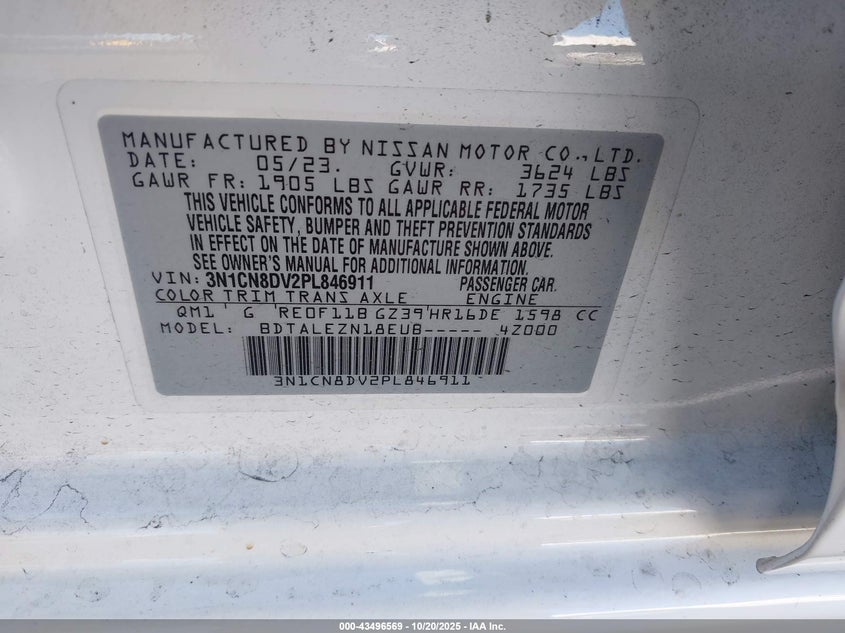 MANUFACTURED BY NISSAN MOTOR CO., LTD.
DATE: 05/23. GVWR: 3624 LBS
GAWR FR: 1905 LBS GAWR RR: 1735 LBS
THIS VEHICLE CONFORMS TO ALL APPLICABLE FEDERAL MOTOR
VEHICLE SAFETY, BUMPER AND THEFT PREVENTION STANDARDS
IN EFFECT ON THE DATE OF MANUFACTURE SHOWN ABOVE.
SEE OWNER'S MANUAL FOR ADDITIONAL INFORMATION.
VIN: 3N1CN8DV2PL846911 PASSENGER CAR.
COLOR TRIM TRANS AXLE ENGINE
QM1 G RE0F11B GZ39 HR16DE 1598 CC
MODEL: BDTALEZN18EUB----- 4Z000
3N1CN8DV2PL846911
000-43496569 | 10/20/2025 | IAA Inc.